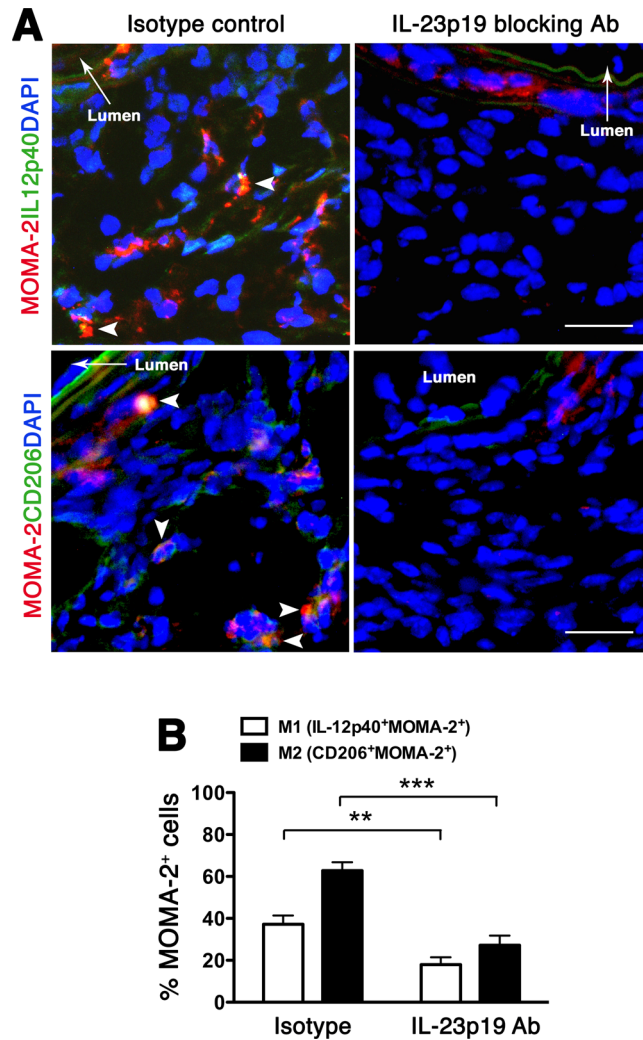 A
Isotype control
IL-23p19 blocking Ab
MOMA-2IL12p40DAPI
Lumen
Lumen
MOMA-2CD206DAPI
Lumen
Lumen
B
M1 (IL-12p40⁺MOMA-2⁺)
M2 (CD206⁺MOMA-2⁺)
% MOMA-2⁺ cells
100
80
60
40
20
0
**
***
Isotype
IL-23p19 Ab